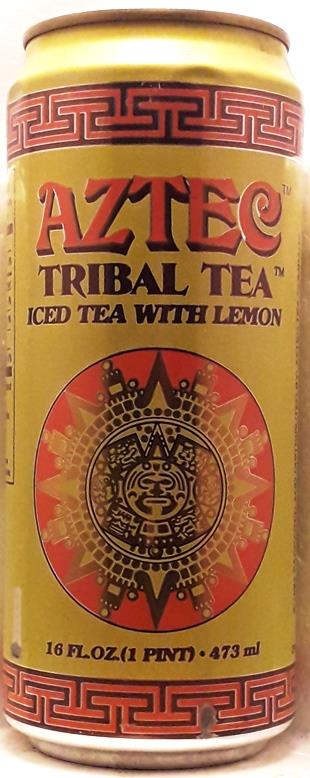 AZTEC™
TRIBAL TEA™
ICED TEA WITH LEMON
16 FL.OZ.(1 PINT) • 473 ml